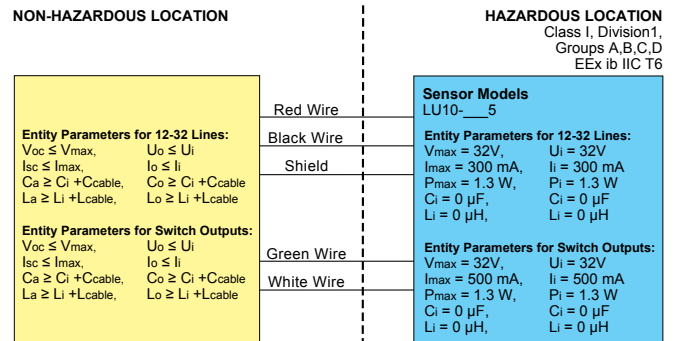 NON-HAZARDOUS LOCATION
HAZARDOUS LOCATION
Class I, Division1,
Groups A,B,C,D
EEx ib IIC T6
Entity Parameters for 12-32 Lines:
Voc ≤ Vmax, Uo ≤ Ui
Isc ≤ Imax, Io ≤ Ii
Ca ≥ Ci +Ccable, Co ≥ Ci +Ccable
La ≥ Li +Lcable, Lo ≥ Li +Lcable
Entity Parameters for Switch Outputs:
Voc ≤ Vmax, Uo ≤ Ui
Isc ≤ Imax, Io ≤ Ii
Ca ≥ Ci +Ccable, Co ≥ Ci +Ccable
La ≥ Li +Lcable, Lo ≥ Li +Lcable
Red Wire
Black Wire
Shield
Green Wire
White Wire
Sensor Models
LU10-___5
Entity Parameters for 12-32 Lines:
Vmax = 32V, Ui = 32V
Imax = 300 mA, Ii = 300 mA
Pmax = 1.3 W, Pi = 1.3 W
Ci = 0 µF, Ci = 0 µF
Li = 0 µH, Li = 0 µH
Entity Parameters for Switch Outputs:
Vmax = 32V, Ui = 32V
Imax = 500 mA, Ii = 500 mA
Pmax = 1.3 W, Pi = 1.3 W
Ci = 0 µF, Ci = 0 µF
Li = 0 µH, Li = 0 µH